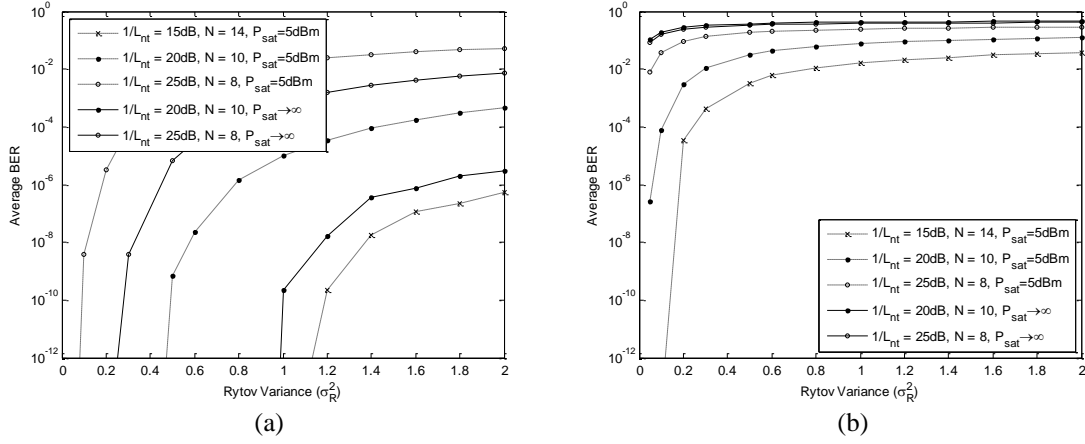 1/L_nt = 15dB, N = 14, P_sat=5dBm
1/L_nt = 20dB, N = 10, P_sat=5dBm
1/L_nt = 25dB, N = 8, P_sat=5dBm
1/L_nt = 20dB, N = 10, P_sat→∞
1/L_nt = 25dB, N = 8, P_sat→∞
10^0
10^-2
10^-4
10^-6
10^-8
10^-10
10^-12
Average BER
0 0.2 0.4 0.6 0.8 1 1.2 1.4 1.6 1.8 2
Rytov Variance (σ_R^2)
(a)
10^0
10^-2
10^-4
10^-6
10^-8
10^-10
10^-12
Average BER
1/L_nt = 15dB, N = 14, P_sat=5dBm
1/L_nt = 20dB, N = 10, P_sat=5dBm
1/L_nt = 25dB, N = 8, P_sat=5dBm
1/L_nt = 20dB, N = 10, P_sat→∞
1/L_nt = 25dB, N = 8, P_sat→∞
0 0.2 0.4 0.6 0.8 1 1.2 1.4 1.6 1.8 2
Rytov Variance (σ_R^2)
(b)